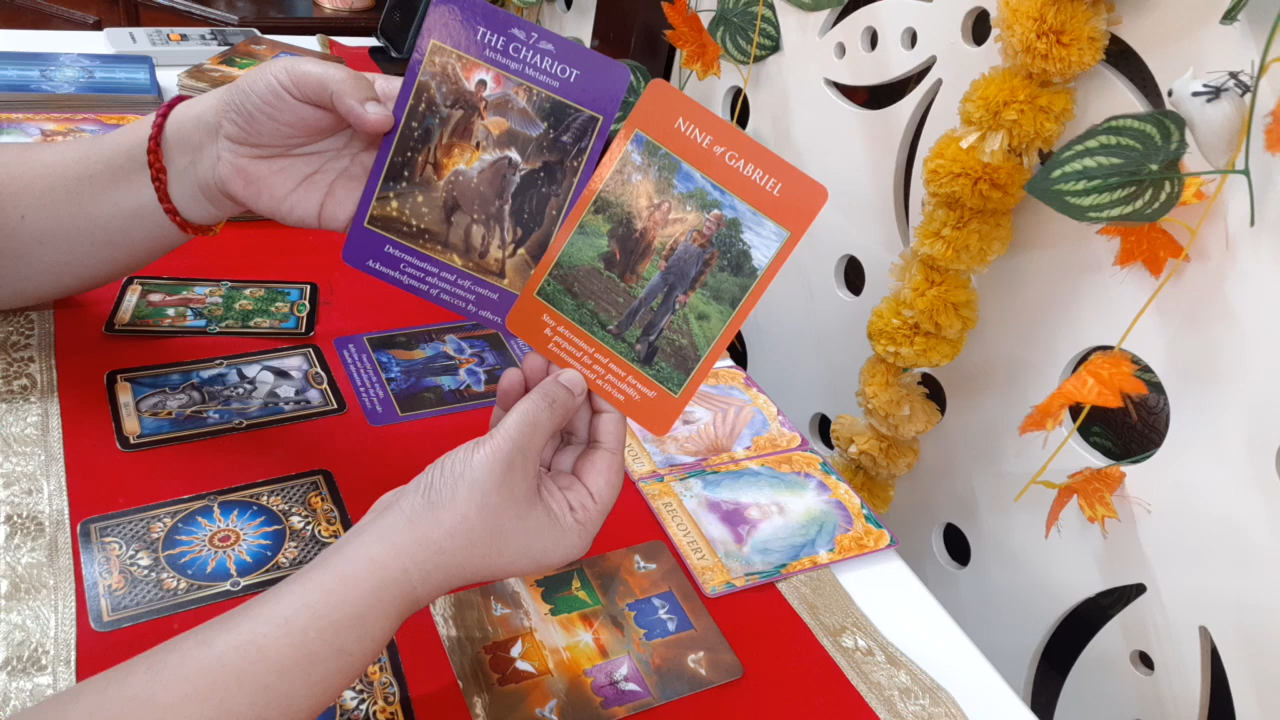 7
THE CHARIOT
Archangel Metatron
Determination and self-control.
Career advancement.
Acknowledgment of success by others.
NINE of GABRIEL
Stay determined and move forward!
Be prepared for any possibility.
Environmental activism.
YOU!
RECOVERY